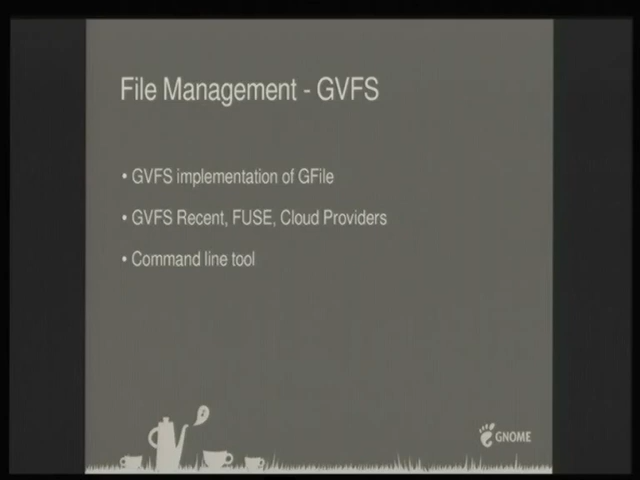 File Management - GVFS
• GVFS implementation of GFile
• GVFS Recent, FUSE, Cloud Providers
• Command line tool
GNOME